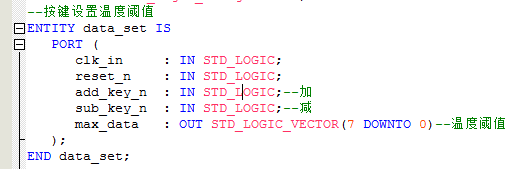 --按键设置温度阈值
ENTITY data_set IS
PORT (
clk_in : IN STD_LOGIC;
reset_n : IN STD_LOGIC;
add_key_n : IN STD_LOGIC;--加
sub_key_n : IN STD_LOGIC;--减
max_data : OUT STD_LOGIC_VECTOR(7 DOWNTO 0)--温度阈值
);
END data_set;